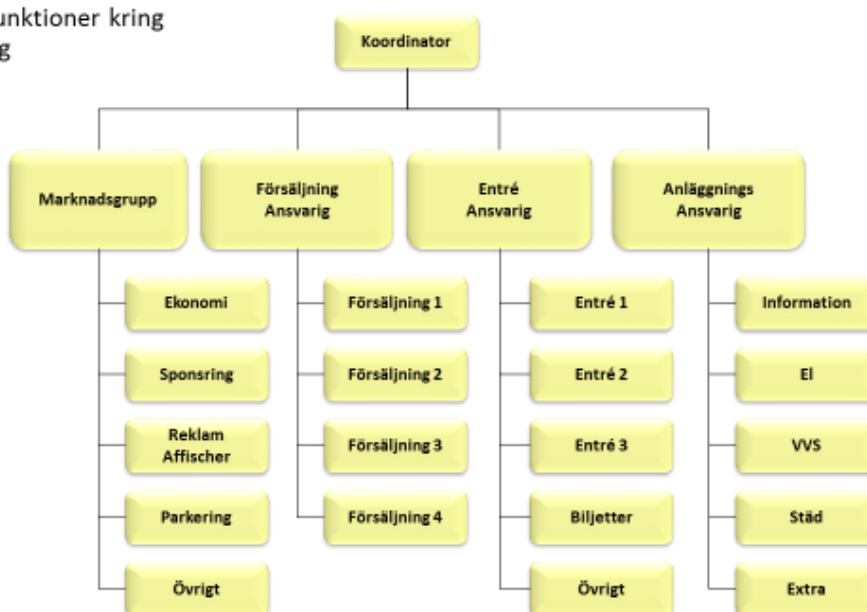 unktioner kring
g
Koordinator
Marknadsgrupp
Försäljning
Ansvarig
Entré
Ansvarig
Anläggnings
Ansvarig
Ekonomi
Sponsring
Reklam
Affischer
Parkering
Övrigt
Försäljning 1
Försäljning 2
Försäljning 3
Försäljning 4
Entré 1
Entré 2
Entré 3
Biljetter
Övrigt
Information
El
VVS
Städ
Extra